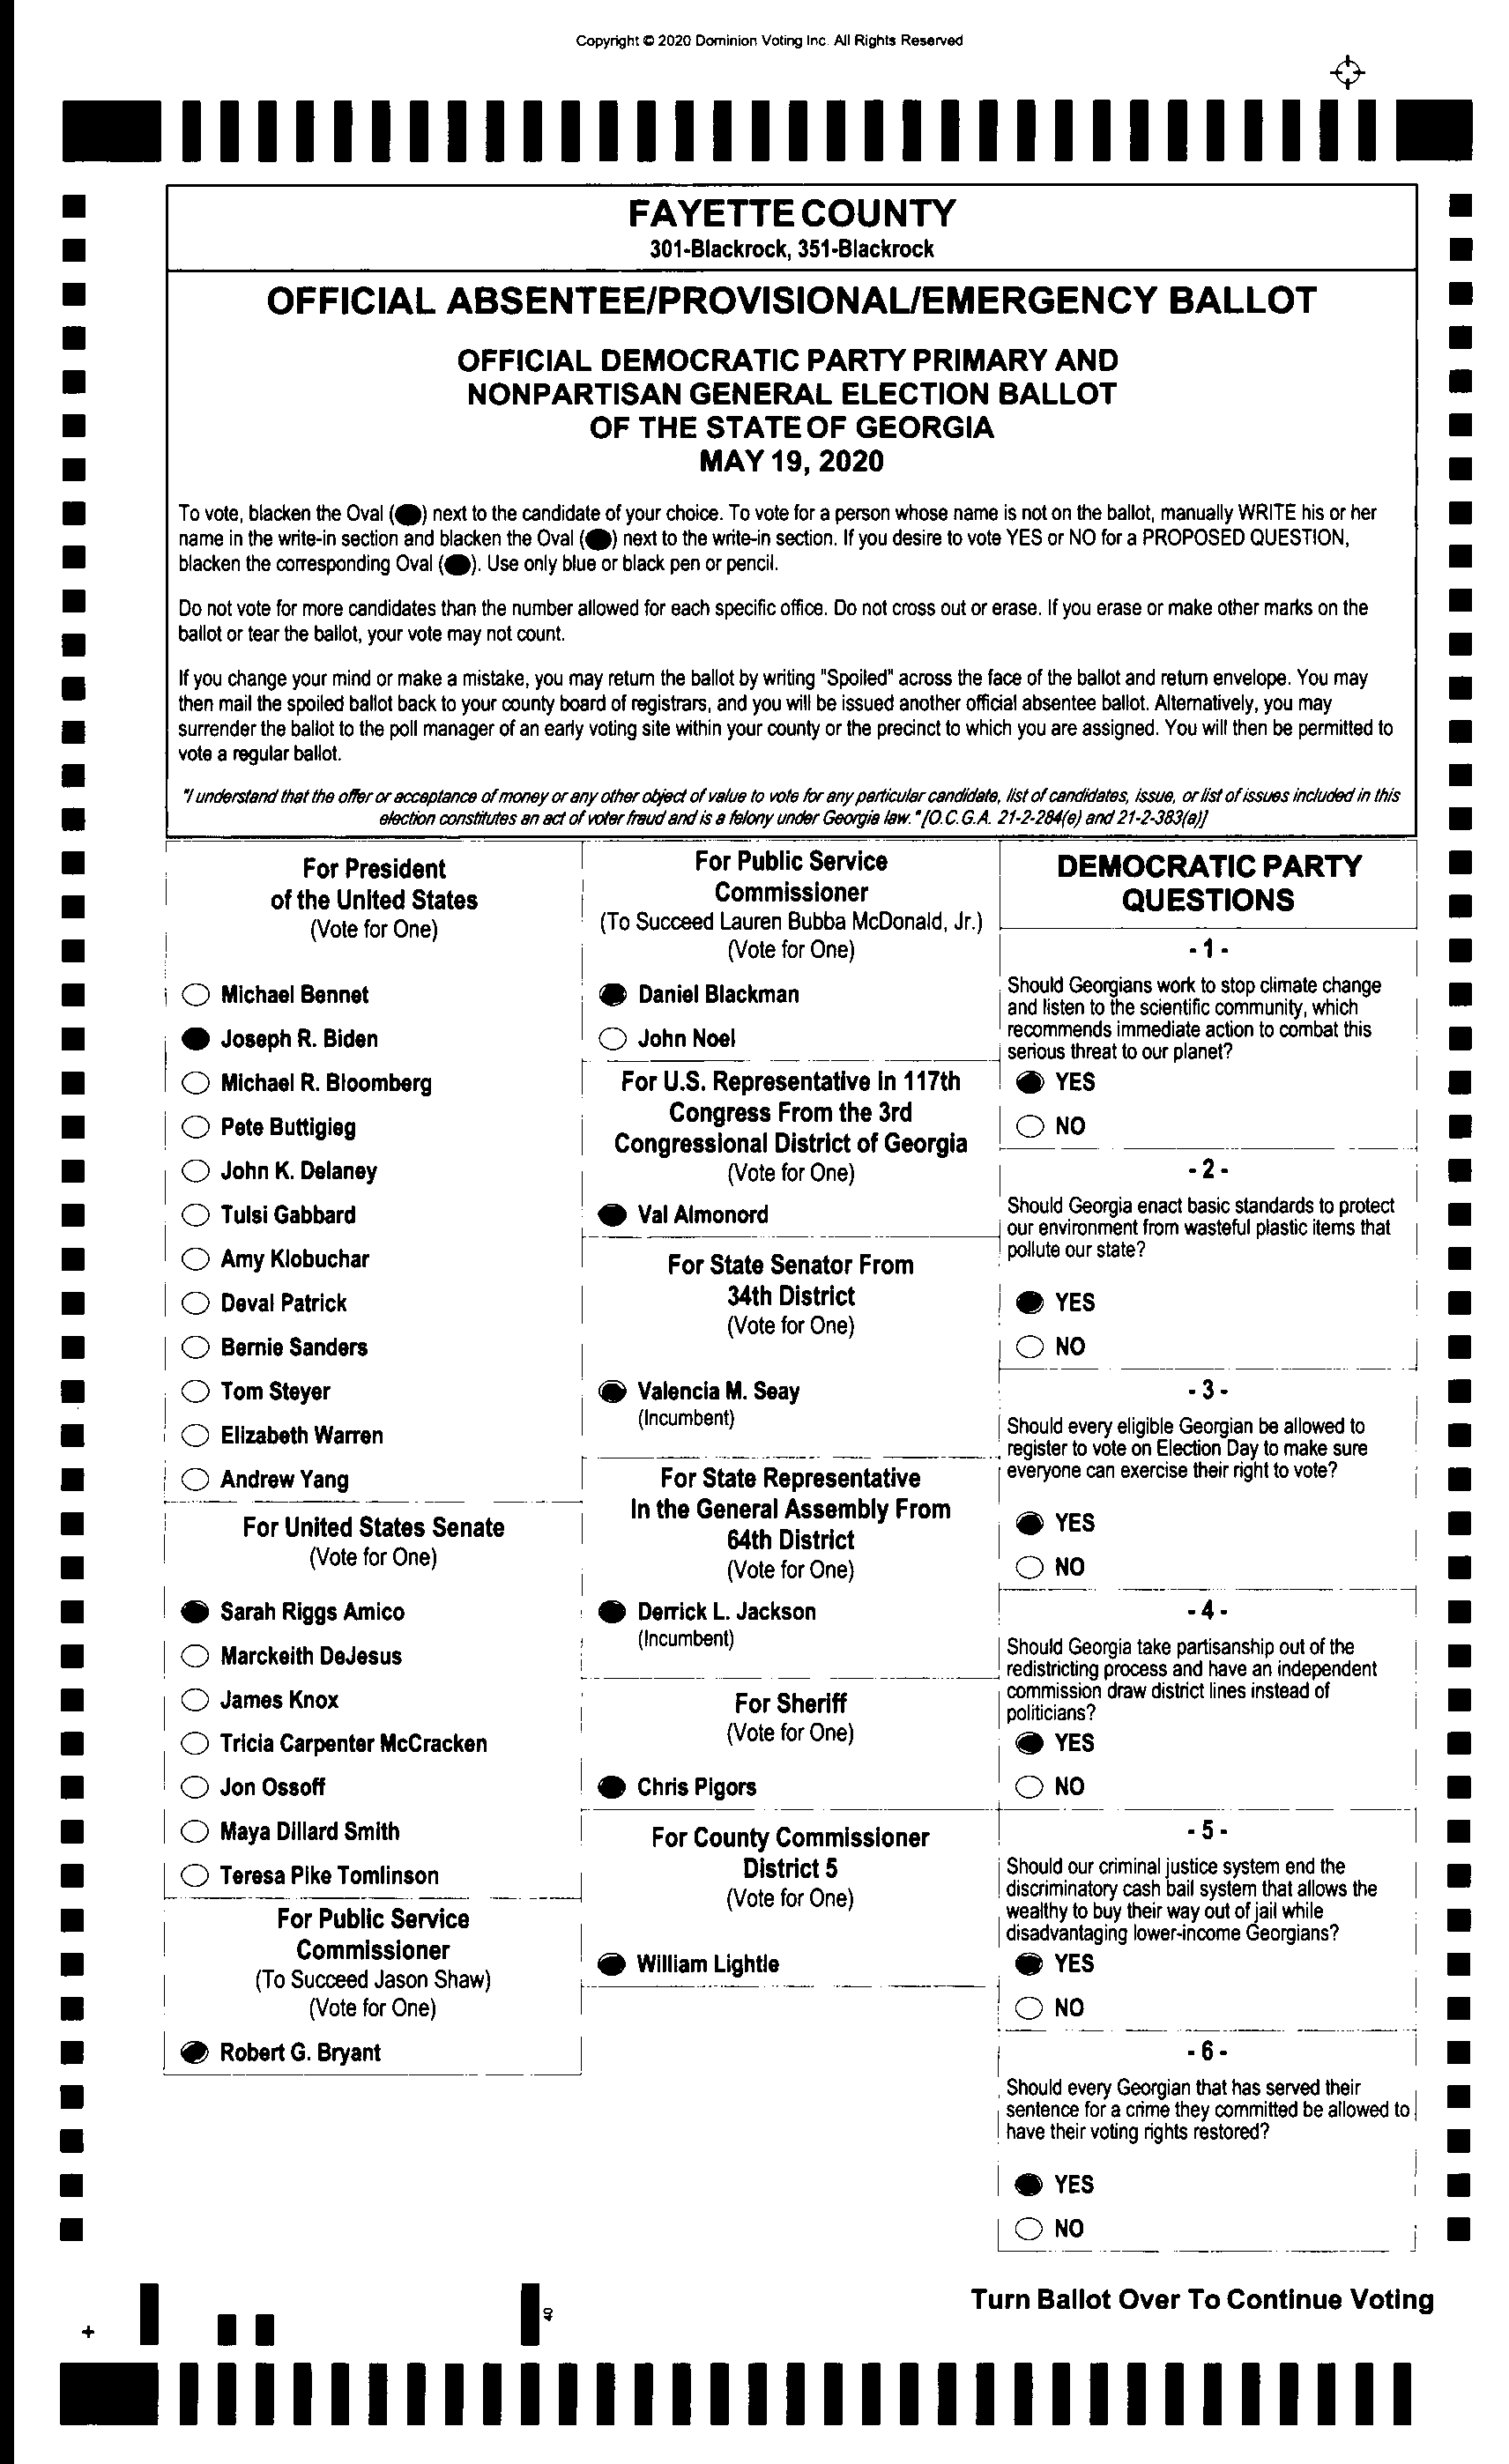 Copyright © 2020 Dominion Voting Inc. All Rights Reserved
FAYETTE COUNTY
301-Blackrock, 351-Blackrock
OFFICIAL ABSENTEE/PROVISIONAL/EMERGENCY BALLOT
OFFICIAL DEMOCRATIC PARTY PRIMARY AND
NONPARTISAN GENERAL ELECTION BALLOT
OF THE STATE OF GEORGIA
MAY 19, 2020
To vote, blacken the Oval ( ) next to the candidate of your choice. To vote for a person whose name is not on the ballot, manually WRITE his or her
name in the write-in section and blacken the Oval ( ) next to the write-in section. If you desire to vote YES or NO for a PROPOSED QUESTION,
blacken the corresponding Oval ( ). Use only blue or black pen or pencil.
Do not vote for more candidates than the number allowed for each specific office. Do not cross out or erase. If you erase or make other marks on the
ballot or tear the ballot, your vote may not count.
If you change your mind or make a mistake, you may return the ballot by writing "Spoiled" across the face of the ballot and return envelope. You may
then mail the spoiled ballot back to your county board of registrars, and you will be issued another official absentee ballot. Alternatively, you may
surrender the ballot to the poll manager of an early voting site within your county or the precinct to which you are assigned. You will then be permitted to
vote a regular ballot.
"I understand that the offer or acceptance of money or any other object of value to vote for any particular candidate, list of candidates, issue, or list of issues included in this
election constitutes an act of voter fraud and is a felony under Georgia law." [O.C.G.A. 21-2-284(e) and 21-2-383(a)]
For President
of the United States
(Vote for One)
Michael Bennet
Joseph R. Biden
Michael R. Bloomberg
Pete Buttigieg
John K. Delaney
Tulsi Gabbard
Amy Klobuchar
Deval Patrick
Bernie Sanders
Tom Steyer
Elizabeth Warren
Andrew Yang
For United States Senate
(Vote for One)
Sarah Riggs Amico
Marckeith DeJesus
James Knox
Tricia Carpenter McCracken
Jon Ossoff
Maya Dillard Smith
Teresa Pike Tomlinson
For Public Service
Commissioner
(To Succeed Jason Shaw)
(Vote for One)
Robert G. Bryant
For Public Service
Commissioner
(To Succeed Lauren Bubba McDonald, Jr.)
(Vote for One)
Daniel Blackman
John Noel
For U.S. Representative in 117th
Congress From the 3rd
Congressional District of Georgia
(Vote for One)
Val Almonord
For State Senator From
34th District
(Vote for One)
Valencia M. Seay
(Incumbent)
For State Representative
In the General Assembly From
64th District
(Vote for One)
Derrick L. Jackson
(Incumbent)
For Sheriff
(Vote for One)
Chris Pigors
For County Commissioner
District 5
(Vote for One)
William Lightle
DEMOCRATIC PARTY
QUESTIONS
- 1 -
Should Georgians work to stop climate change
and listen to the scientific community, which
recommends immediate action to combat this
serious threat to our planet?
YES
NO
- 2 -
Should Georgia enact basic standards to protect
our environment from wasteful plastic items that
pollute our state?
YES
NO
- 3 -
Should every eligible Georgian be allowed to
register to vote on Election Day to make sure
everyone can exercise their right to vote?
YES
NO
- 4 -
Should Georgia take partisanship out of the
redistricting process and have an independent
commission draw district lines instead of
politicians?
YES
NO
- 5 -
Should our criminal justice system end the
discriminatory cash bail system that allows the
wealthy to buy their way out of jail while
disadvantaging lower-income Georgians?
YES
NO
- 6 -
Should every Georgian that has served their
sentence for a crime they committed be allowed to
have their voting rights restored?
YES
NO
Turn Ballot Over To Continue Voting